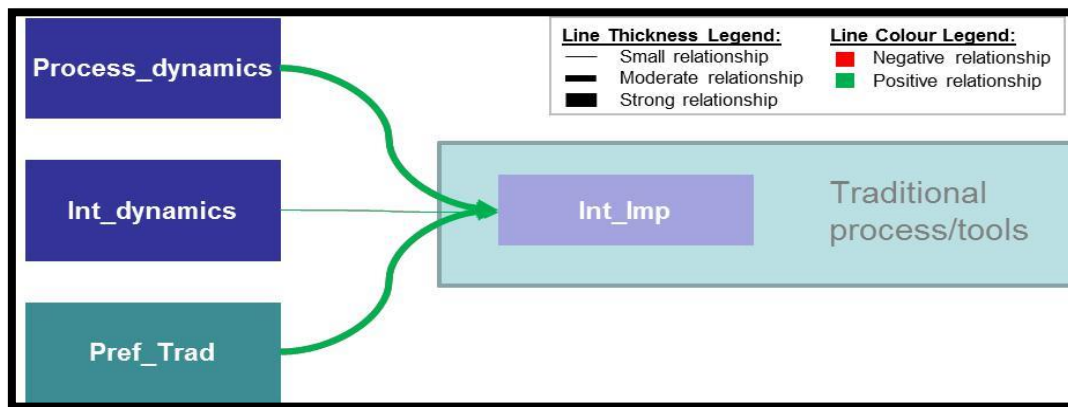 Process_dynamics
Int_dynamics
Pref_Trad
Line Thickness Legend:
Small relationship
Moderate relationship
Strong relationship
Line Colour Legend:
Negative relationship
Positive relationship
Int_Imp
Traditional
process/tools